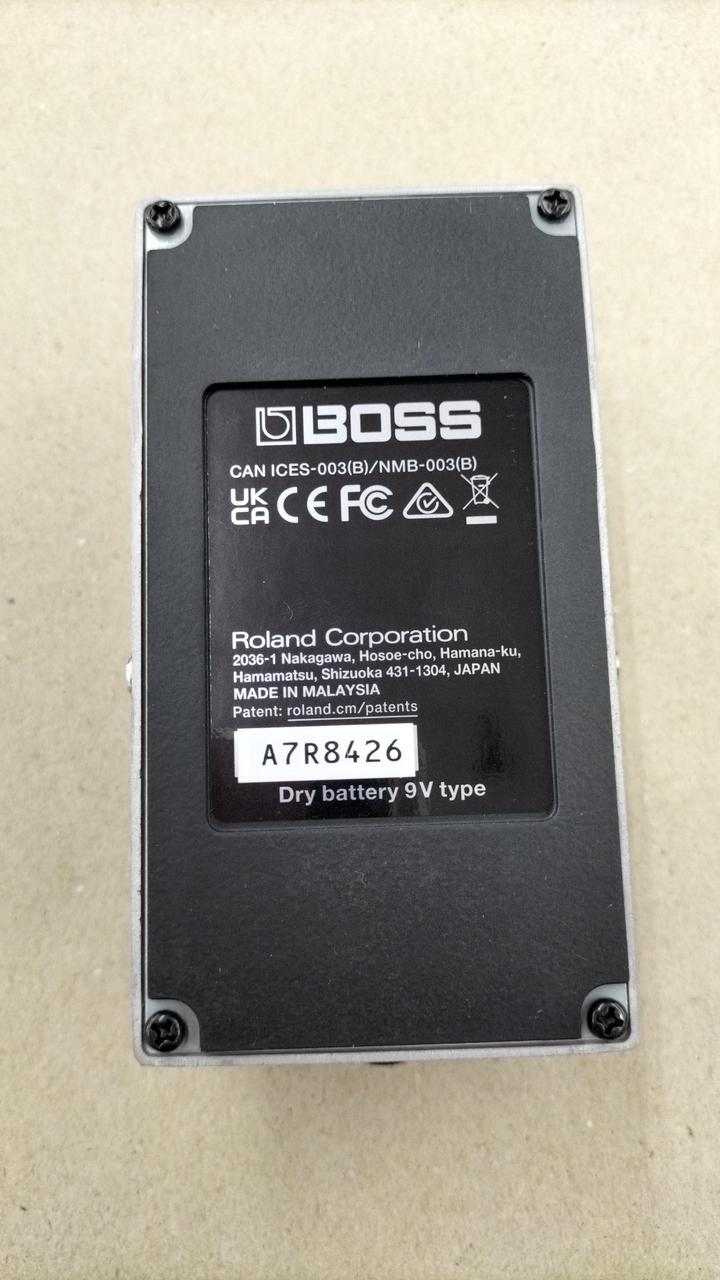 BOSS
CAN ICES-003(B)/NMB-003(B)
UK
CA CE FC
Roland Corporation
2036-1 Nakagawa, Hosoe-cho, Hamana-ku,
Hamamatsu, Shizuoka 431-1304, JAPAN
MADE IN MALAYSIA
Patent: roland.cm/patents
A7R8426
Dry battery 9V type